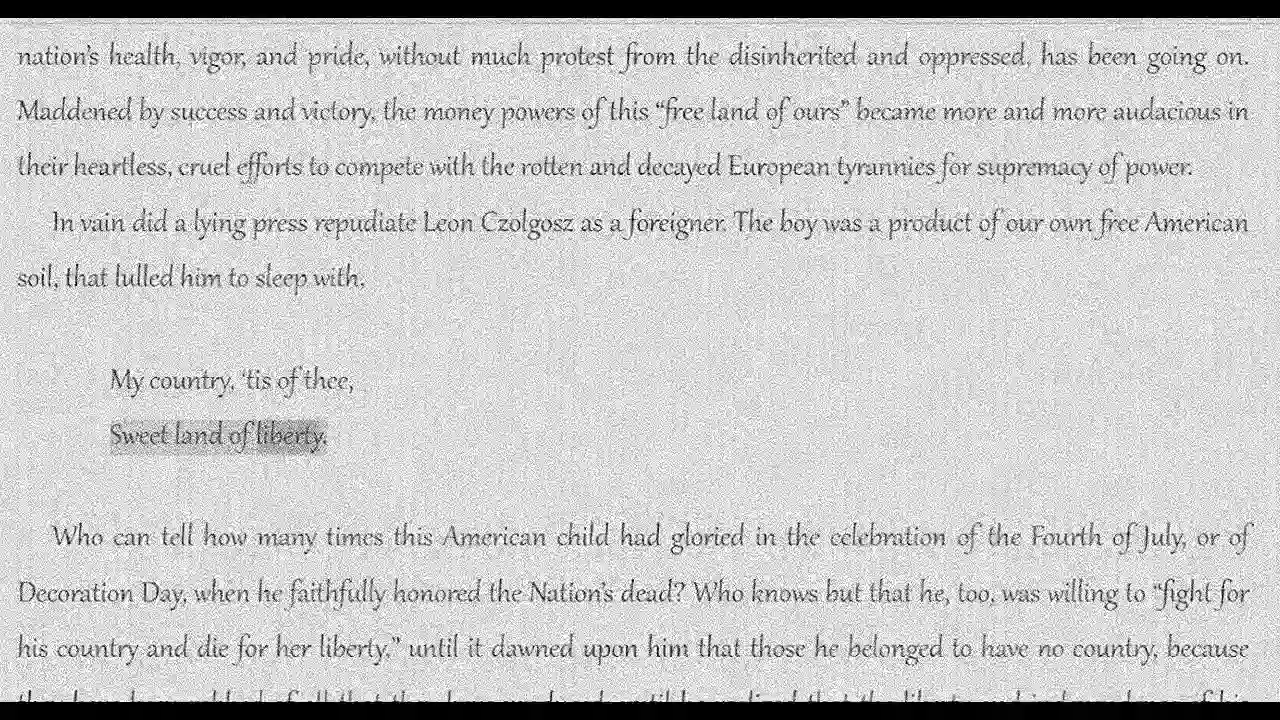 nation's health, vigor, and pride, without much protest from the disinherited and oppressed, has been going on.
Maddened by success and victory, the money powers of this “free land of ours” became more and more audacious in
their heartless, cruel efforts to compete with the rotten and decayed European tyrannies for supremacy of power.
In vain did a lying press repudiate Leon Czolgosz as a foreigner. The boy was a product of our own free American
soil, that lulled him to sleep with,
My country, ‘tis of thee,
Sweet land of liberty.
Who can tell how many times this American child had gloried in the celebration of the Fourth of July, or of
Decoration Day, when he faithfully honored the Nation's dead? Who knows but that he, too, was willing to “fight for
his country and die for her liberty,” until it dawned upon him that those he belonged to have no country, because